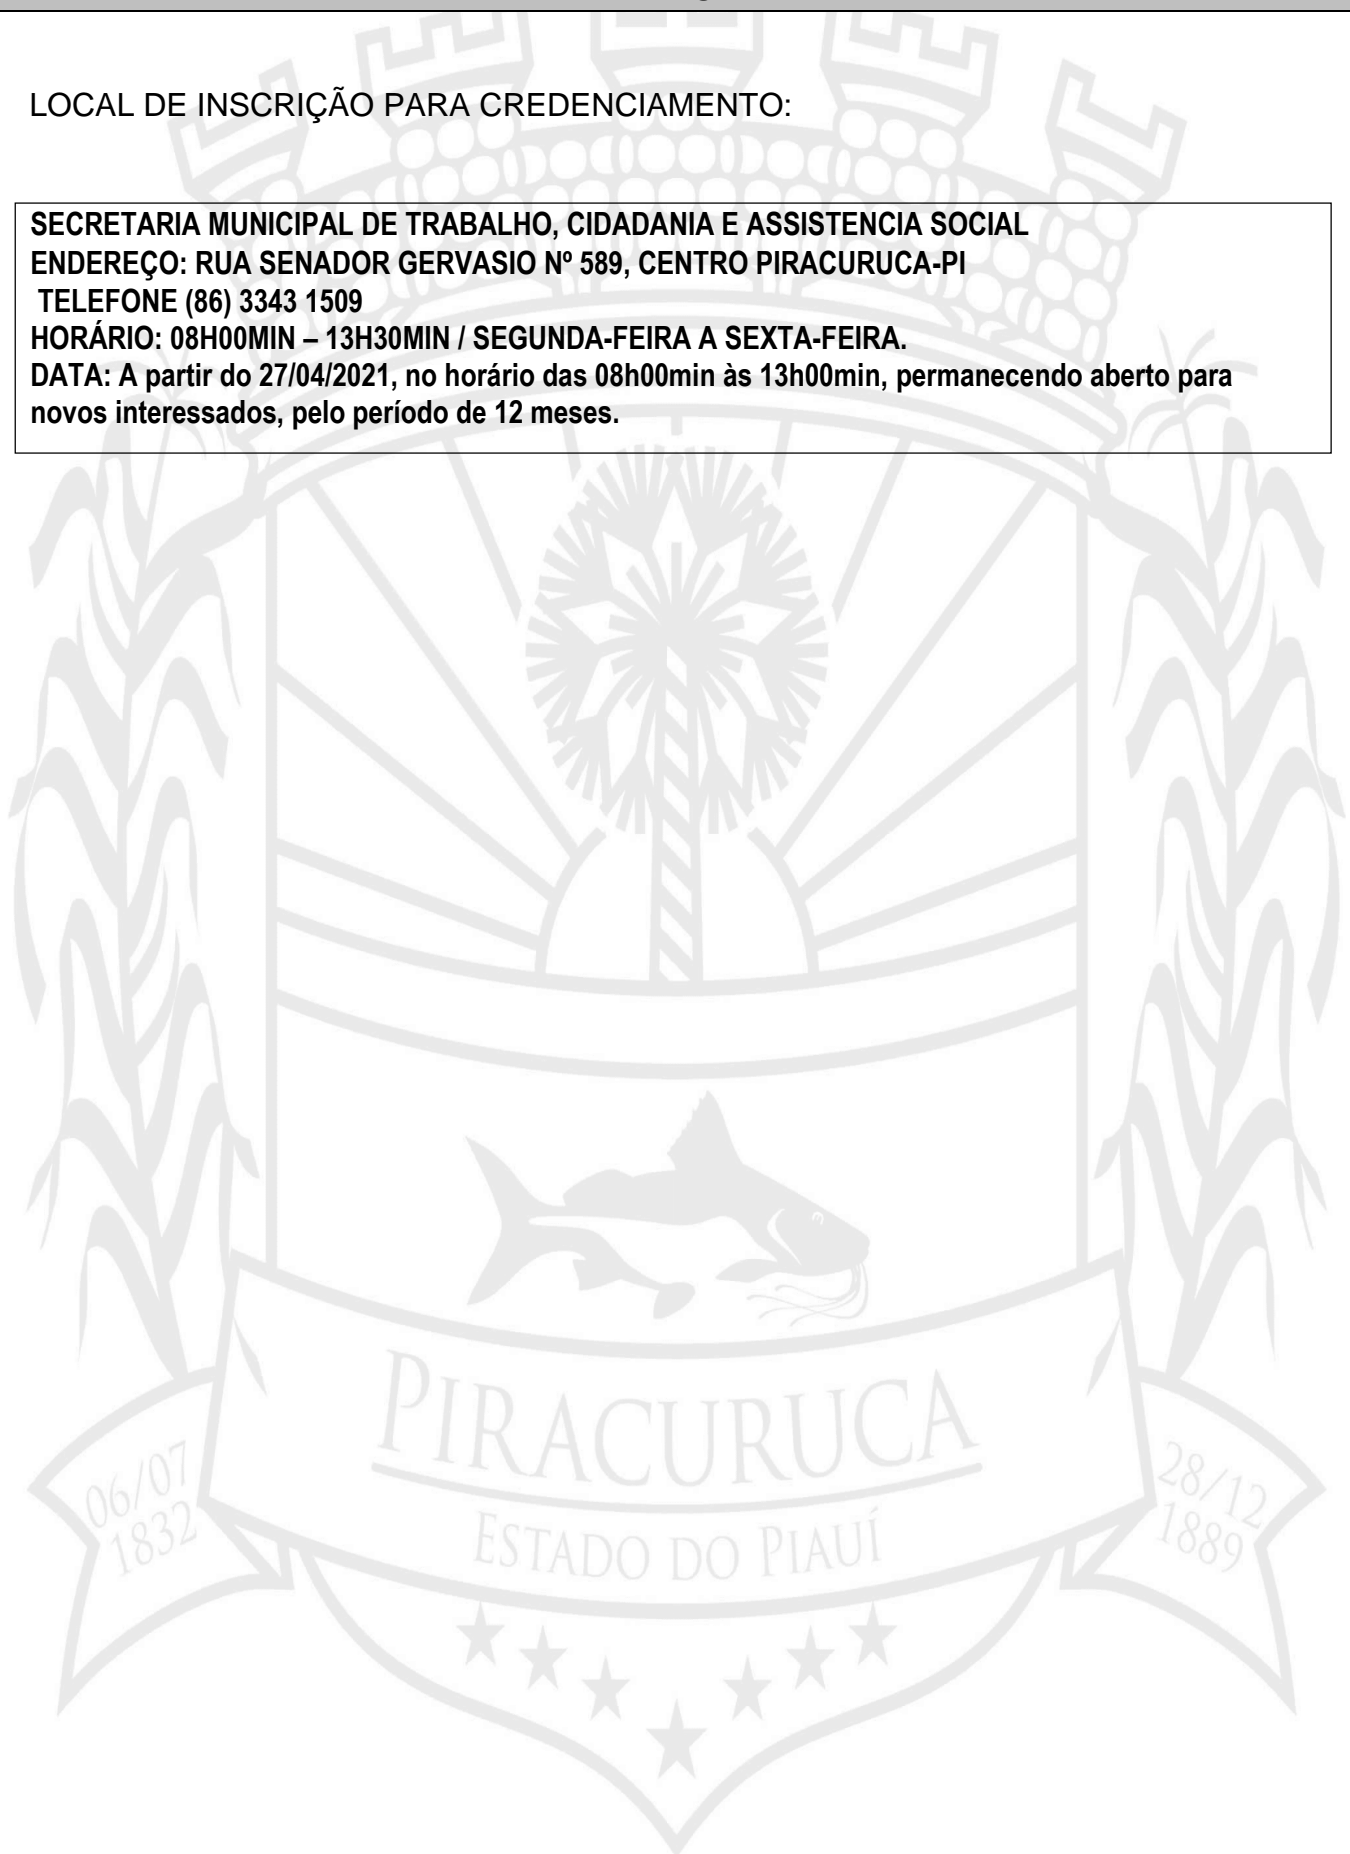 LOCAL DE INSCRIÇÃO PARA CREDENCIAMENTO:
SECRETARIA MUNICIPAL DE TRABALHO, CIDADANIA E ASSISTENCIA SOCIAL
ENDEREÇO: RUA SENADOR GERVASIO Nº 589, CENTRO PIRACURUCA-PI
TELEFONE (86) 3343 1509
HORÁRIO: 08H00MIN – 13H30MIN / SEGUNDA-FEIRA A SEXTA-FEIRA.
DATA: A partir do 27/04/2021, no horário das 08h00min às 13h00min, permanecendo aberto para
novos interessados, pelo período de 12 meses.
PIRACURUCA
ESTADO DO PIAUÍ
06/07
1832
28/12
1889